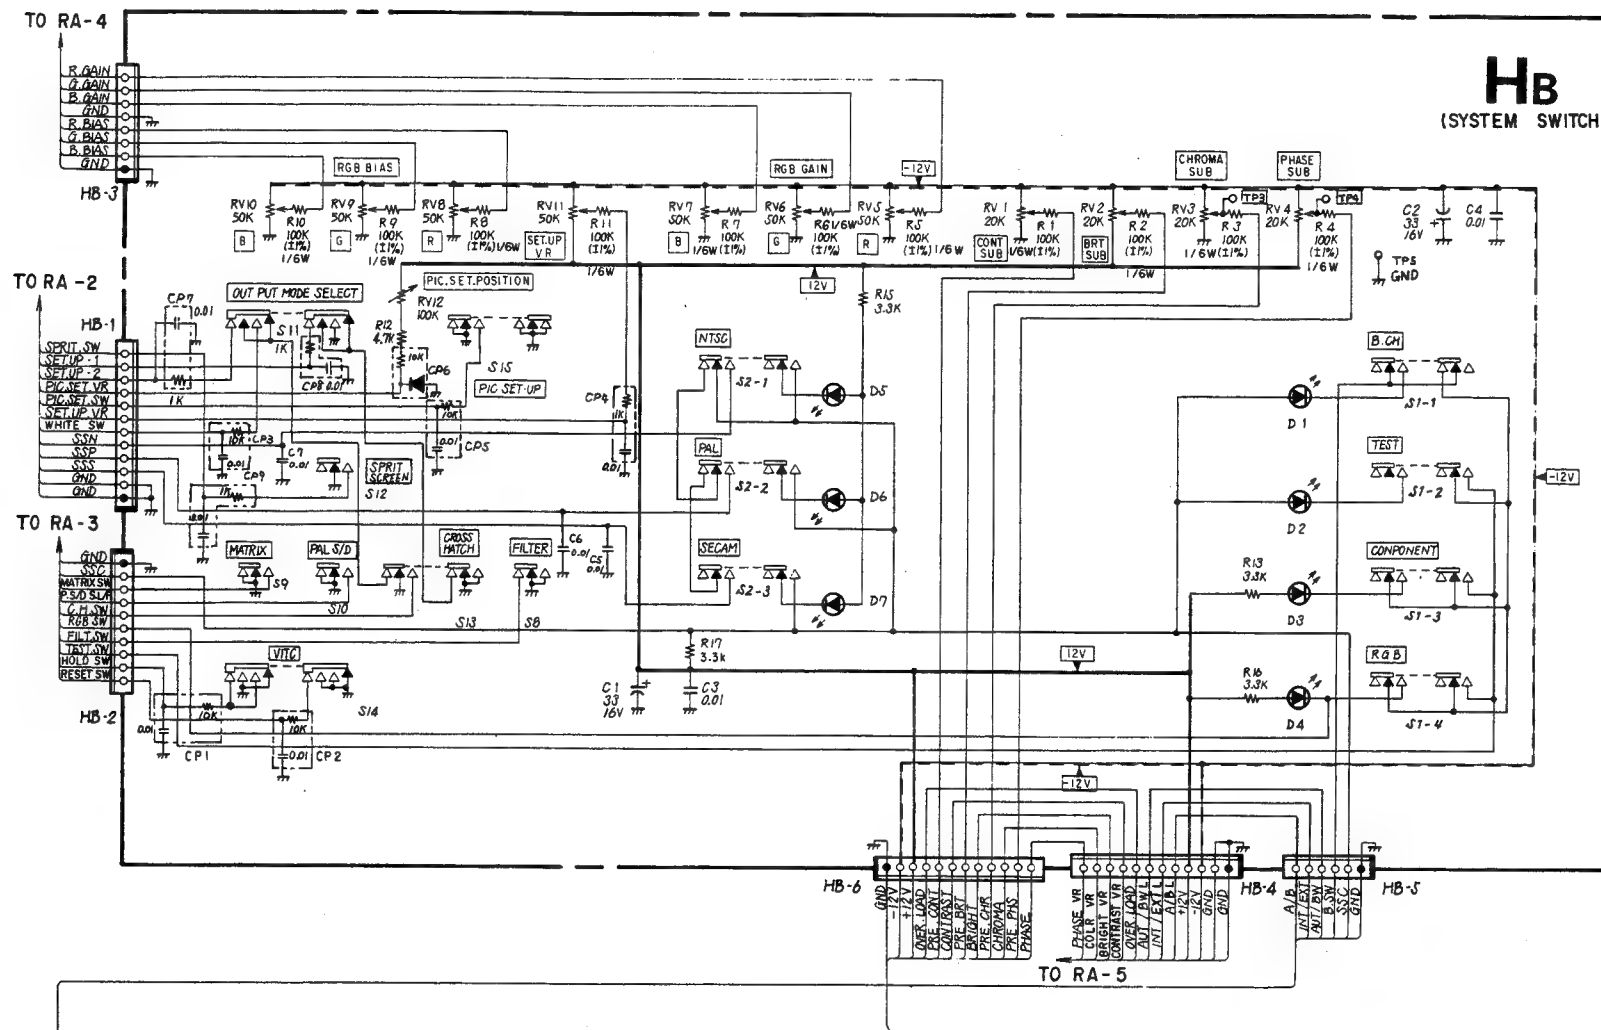 TO RA-4
R.GAIN
G.GAIN
B.GAIN
GND
R.BIAS
G.BIAS
B.BIAS
GND
HB-3
HB
(SYSTEM SWITCH
RGB BIAS
RGB GAIN
-12V
CHROMA
SUB
PHASE
SUB
TP3
TP4
RV10
50K
B
R10
100K
(±1%)
1/6W
RV9
50K
G
R9
100K
(±1%)
1/6W
RV8
50K
R
R8
100K
(±1%)1/6W
RV11
50K
SET.UP
VR
R11
100K
(±1%)
1/6W
RV7
50K
B
R7
100K
(±1%)
1/6W
RV6
50K
G
R6 1/6W
100K
(±1%)
RV5
50K
R
R5
100K
(±1%) 1/6W
RV1
20K
CONT
SUB
R1
100K
1/6W(±1%)
RV2
20K
BRT
SUB
R2
100K
(±1%)
1/6W
RV3
20K
R3
100K
1/6W(±1%)
RV4
20K
R4
100K
(±1%)
1/6W
C2
33
16V
C4
0.01
TP5
GND
TO RA-2
HB-1
SPRIT.SW
SET.UP-1
SET.UP-2
PIC.SET.VR
PIC.SET.SW
SET.UP.VR
WHITE SW
SSN
SSP
SSS
GND
GND
CP7
0.01
1K
OUT PUT MODE SELECT
S11
1K
CP8 0.01
PIC.SET.POSITION
RV12
100K
R12
4.7K
10K
CP6
S15
PIC SET-UP
10K
0.01
CP5
CP4
1K
0.01
12V
R15
3.3K
CP3
10K
0.01
C7
0.01
CP9
1K
0.01
SPRIT
SCREEN
S12
NTSC
S2-1
D5
PAL
S2-2
D6
SECAM
S2-3
D7
C6
0.01
C5
0.01
B.CH
S1-1
D1
TEST
S1-2
D2
COMPONENT
S1-3
R13
3.3K
D3
RGB
S1-4
R16
3.3K
D4
-12V
TO RA-3
GND
SSC
MATRIX SW
P.S/D S.L/R
C.H.SW
RGB SW
FILT.SW
TEST.SW
HOLD SW
RESET SW
HB-2
MATRIX
S9
PAL S/D
S10
CROSS
HATCH
S13
FILTER
S8
VITC
S14
10K
0.01
CP1
10K
0.01
CP2
R17
3.3K
12V
C1
33
16V
C3
0.01
-12V
HB-6
GND
-12V
+12V
OVER LOAD
PRE.CONT
CONTRAST
PRE.BRT
BRIGHT
PRE.CHR
CHROMA
PRE.PHS
PHASE
PHASE VR
COLR VR
BRIGHT VR
CONTRAST VR
OVER LOAD
AUT/BW L
INT/EXT L
A/B L
+12V
-12V
GND
GND
HB-4
A/B
INT/EXT
AUT/BW
B.SW
SSC
GND
HB-5
TO RA-5